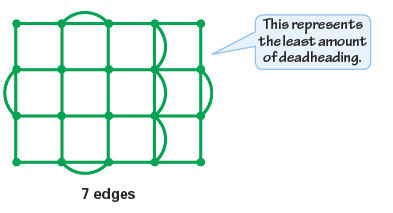 This represents
the least amount
of deadheading.
7 edges